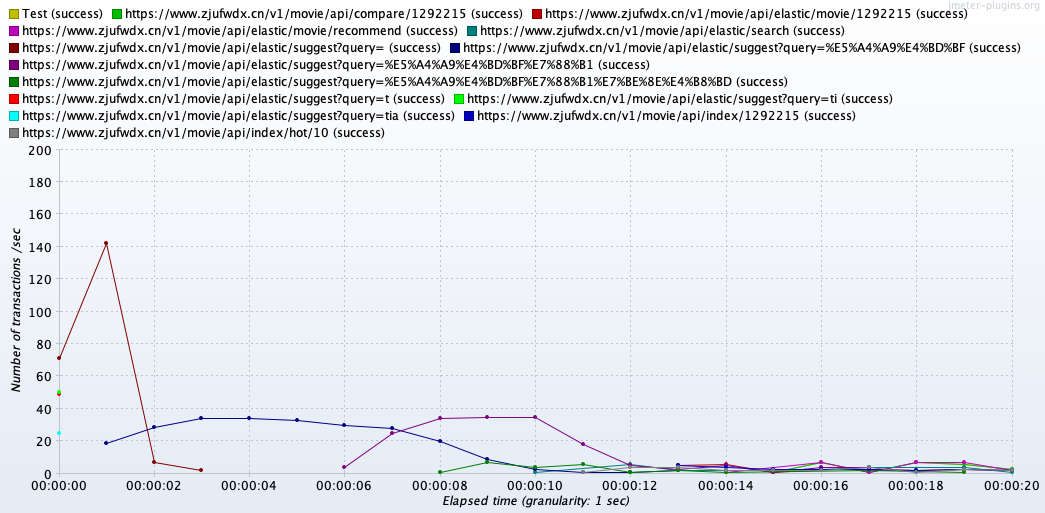 jmeter-plugins.org
Test (success) https://www.zjufwdx.cn/v1/movie/api/compare/1292215 (success) https://www.zjufwdx.cn/v1/movie/api/elastic/movie/1292215 (success)
https://www.zjufwdx.cn/v1/movie/api/elastic/movie/recommend (success) https://www.zjufwdx.cn/v1/movie/api/elastic/search (success)
https://www.zjufwdx.cn/v1/movie/api/elastic/suggest?query= (success) https://www.zjufwdx.cn/v1/movie/api/elastic/suggest?query=%E5%A4%A9%E4%BD%BF (success)
https://www.zjufwdx.cn/v1/movie/api/elastic/suggest?query=%E5%A4%A9%E4%BD%BF%E7%88%B1 (success)
https://www.zjufwdx.cn/v1/movie/api/elastic/suggest?query=%E5%A4%A9%E4%BD%BF%E7%88%B1%E7%BE%8E%E4%B8%BD (success)
https://www.zjufwdx.cn/v1/movie/api/elastic/suggest?query=t (success) https://www.zjufwdx.cn/v1/movie/api/elastic/suggest?query=ti (success)
https://www.zjufwdx.cn/v1/movie/api/elastic/suggest?query=tia (success) https://www.zjufwdx.cn/v1/movie/api/index/1292215 (success)
https://www.zjufwdx.cn/v1/movie/api/index/hot/10 (success)
200
180
160
140
120
100
80
60
40
20
0
Number of transactions /sec
00:00:00 00:00:02 00:00:04 00:00:06 00:00:08 00:00:10 00:00:12 00:00:14 00:00:16 00:00:18 00:00:20
Elapsed time (granularity: 1 sec)